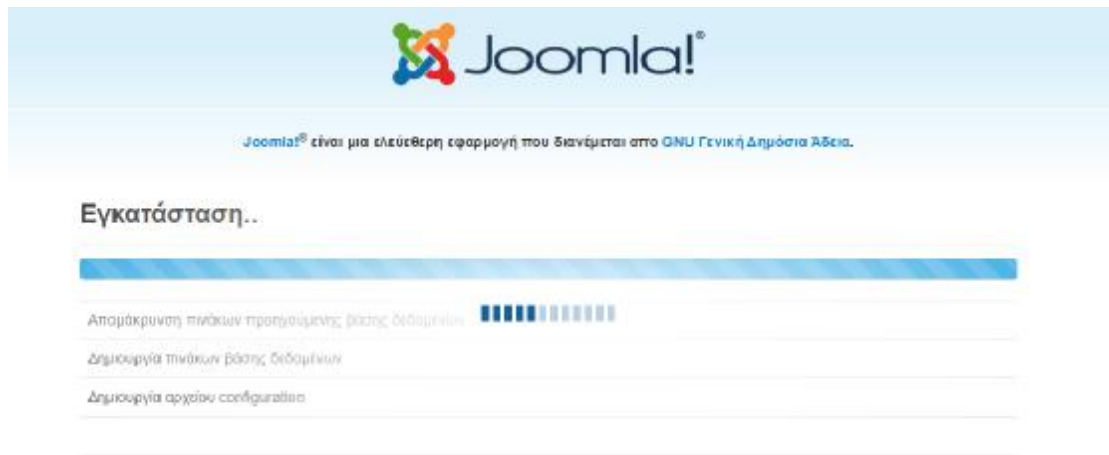 Joomla!®
Joomla!® είναι μια ελεύθερη εφαρμογή που διανέμεται απο GNU Γενική Δημόσια Άδεια.
Εγκατάσταση..
Απομάκρυνση πινάκων προηγούμενης βάσης δεδομένων
Δημιουργία πινάκων βάσης δεδομένων
Δημιουργία αρχείου configuration